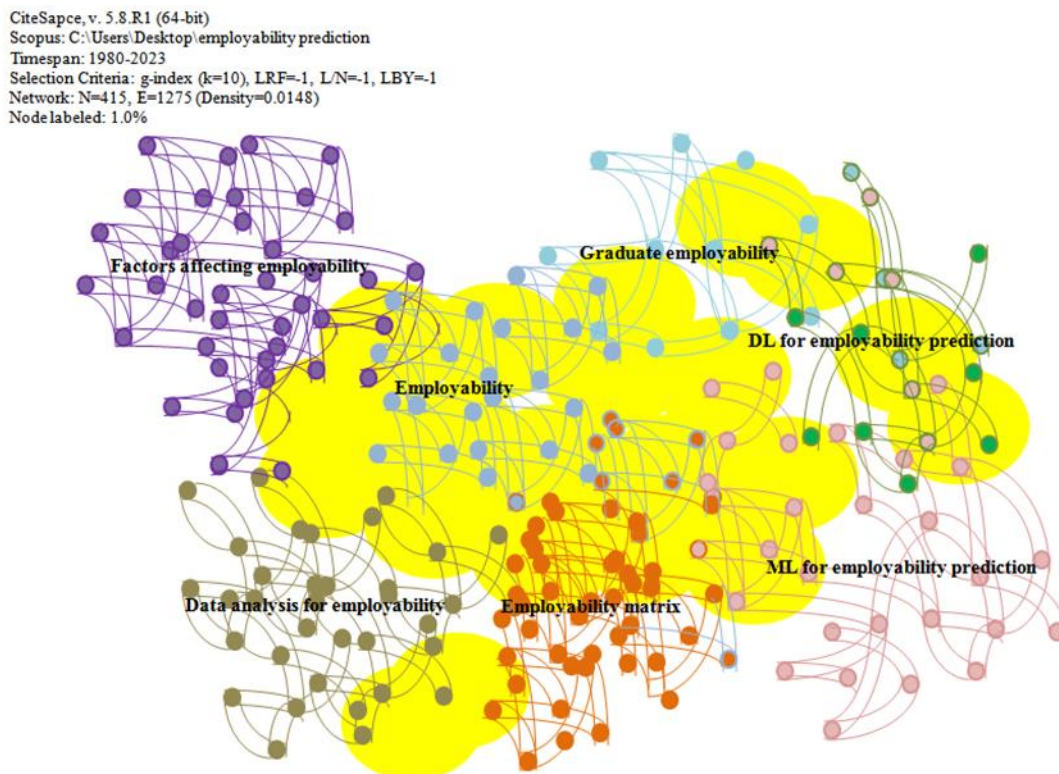 CiteSapce, v. 5.8.R1 (64-bit)
Scopus: C:\Users\Desktop\employability prediction
Timespan: 1980-2023
Selection Criteria: g-index (k=10), LRF=-1, L/N=-1, LBY=-1
Network: N=415, E=1275 (Density=0.0148)
Node labeled: 1.0%
Graduate employability
Factors affecting employability
DL for employability prediction
Employability
ML for employability prediction
Data analysis for employability
Employability matrix